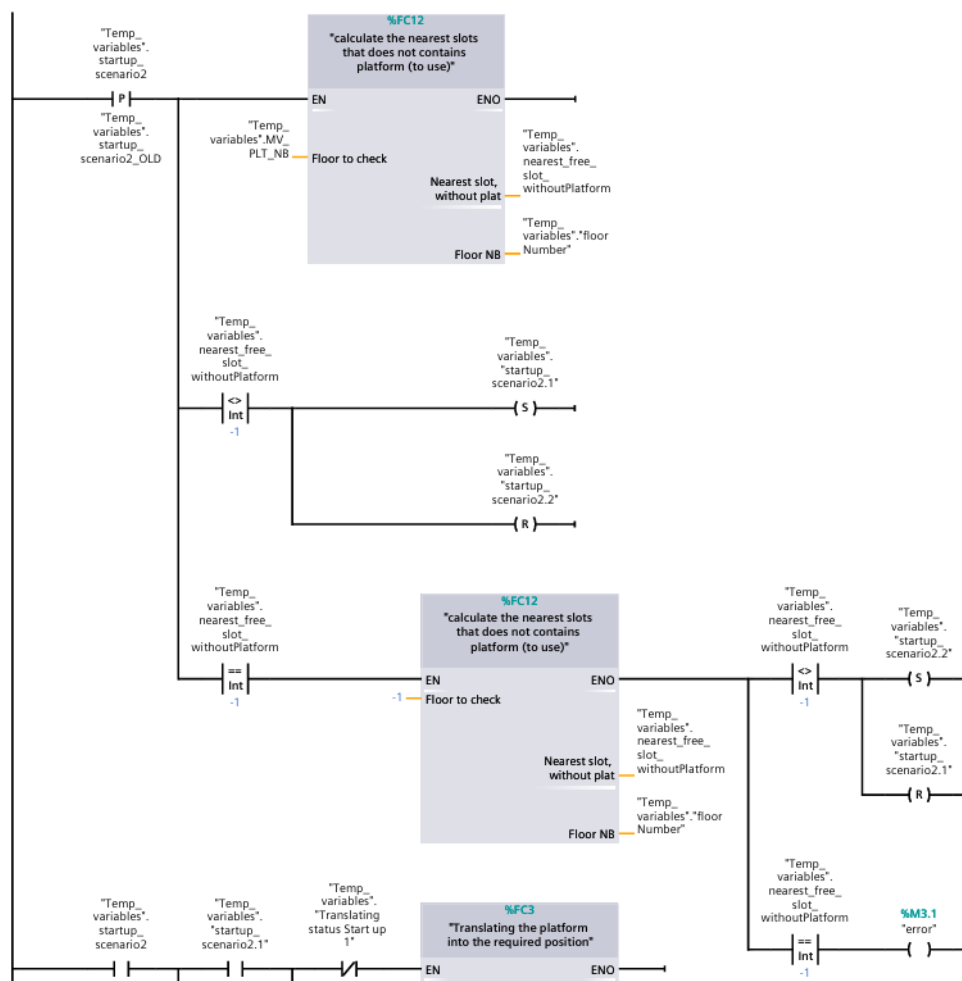 "Temp_
variables".
startup_
scenario2
P
"Temp_
variables".
startup_
scenario2_OLD
%FC12
"calculate the nearest slots
that does not contains
platform (to use)"
EN
ENO
"Temp_
variables".MV_
PLT_NB
Floor to check
Nearest slot,
without plat
"Temp_
variables".
nearest_free_
slot_
withoutPlatform
Floor NB
"Temp_
variables"."floor
Number"
"Temp_
variables".
nearest_free_
slot_
withoutPlatform
<>
Int
-1
"Temp_
variables".
"startup_
scenario2.1"
S
"Temp_
variables".
"startup_
scenario2.2"
R
"Temp_
variables".
nearest_free_
slot_
withoutPlatform
==
Int
-1
%FC12
"calculate the nearest slots
that does not contains
platform (to use)"
EN
ENO
-1
Floor to check
Nearest slot,
without plat
"Temp_
variables".
nearest_free_
slot_
withoutPlatform
Floor NB
"Temp_
variables"."floor
Number"
"Temp_
variables".
nearest_free_
slot_
withoutPlatform
<>
Int
-1
"Temp_
variables".
"startup_
scenario2.2"
S
"Temp_
variables".
"startup_
scenario2.1"
R
"Temp_
variables".
nearest_free_
slot_
withoutPlatform
==
Int
-1
%M3.1
"error"
"Temp_
variables".
startup_
scenario2
"Temp_
variables".
"startup_
scenario2.1"
"Temp_
variables".
"Translating
status Start up
1"
%FC3
"Translating the platform
into the required position"
EN
ENO